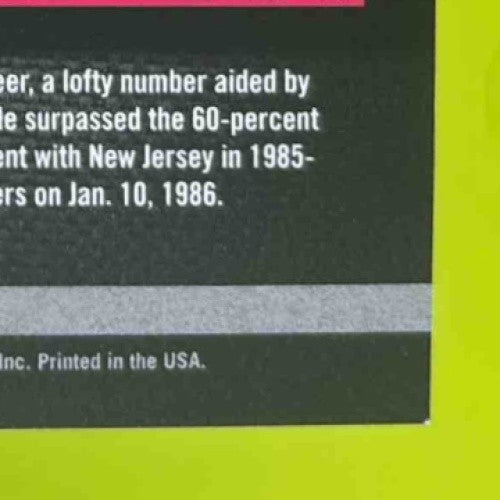 eer, a lofty number aided by
le surpassed the 60-percent
ent with New Jersey in 1985-
ers on Jan. 10, 1986.
Inc. Printed in the USA.